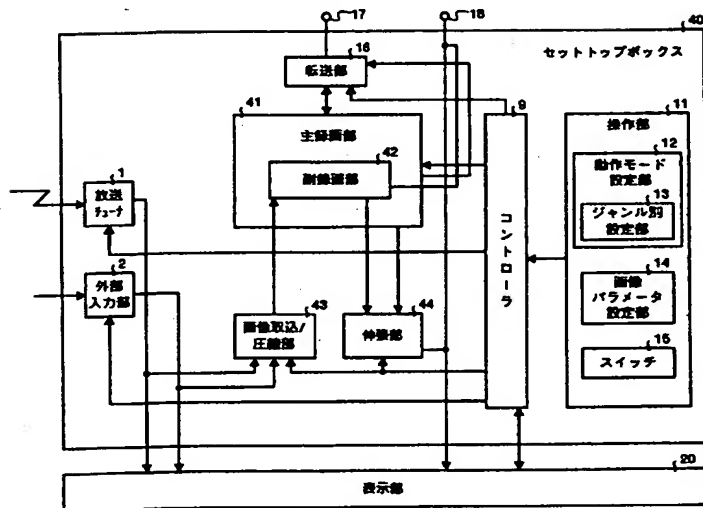 17
18
40
セットトップボックス
16
転送部
41
主録画部
42
副録画部
9
コントローラ
11
操作部
12
動作モード
設定部
13
ジャンル別
設定部
1
放送
チューナ
2
外部
入力部
43
画像取込/
圧縮部
44
伸張部
14
画像
パラメータ
設定部
15
スイッチ
20
表示部